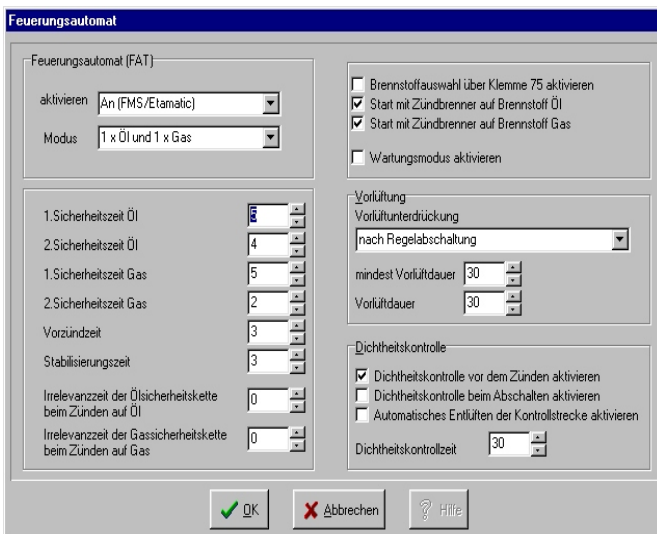 Feuerungsautomat
Feuerungsautomat (FAT)
aktivieren An (FMS/Etamatic)
Modus 1 x Öl und 1 x Gas
1.Sicherheitszeit Öl 5
2.Sicherheitszeit Öl 4
1.Sicherheitszeit Gas 5
2.Sicherheitszeit Gas 2
Vorzündzeit 3
Stabilisierungszeit 3
Irrelevanzzeit der Ölsicherheitskette
beim Zünden auf Öl 0
Irrelevanzzeit der Gassicherheitskette
beim Zünden auf Gas 0
Brennstoffauswahl über Klemme 75 aktivieren
Start mit Zündbrenner auf Brennstoff Öl
Start mit Zündbrenner auf Brennstoff Gas
Wartungsmodus aktivieren
Vorlüftung
Vorlüftunterdrückung
nach Regelabschaltung
mindest Vorlüftdauer 30
Vorlüftdauer 30
Dichtheitskontrolle
Dichtheitskontrolle vor dem Zünden aktivieren
Dichtheitskontrolle beim Abschalten aktivieren
Automatisches Entlüften der Kontrollstrecke aktivieren
Dichtheitskontrollzeit 30
OK Abbrechen ? Hilfe